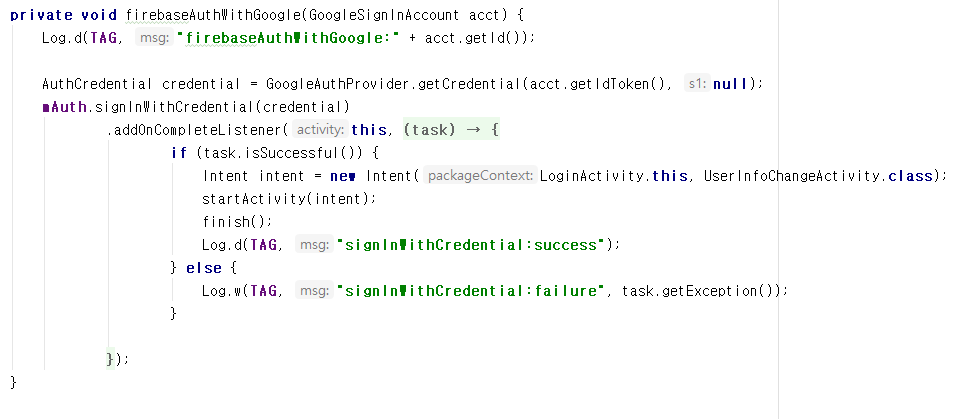 private void firebaseAuthWithGoogle(GoogleSignInAccount acct) {
Log.d(TAG, msg: "firebaseAuthWithGoogle:" + acct.getId());
AuthCredential credential = GoogleAuthProvider.getCredential(acct.getIdToken(), s1: null);
mAuth.signInWithCredential(credential)
.addOnCompleteListener( activity: this, (task) → {
if (task.isSuccessful()) {
Intent intent = new Intent( packageContext: LoginActivity.this, UserInfoChangeActivity.class);
startActivity(intent);
finish();
Log.d(TAG, msg: "signInWithCredential:success");
} else {
Log.w(TAG, msg: "signInWithCredential:failure", task.getException());
}
});
}